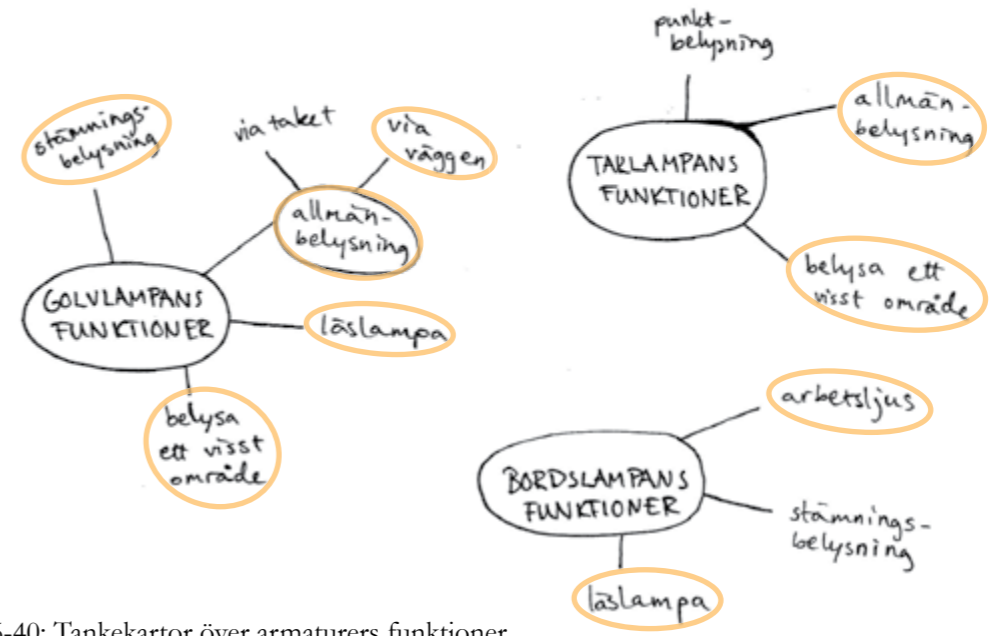 stämnings-
belysning
via taket
via
väggen
allmän-
belysning
GOLVLAMPANS
FUNKTIONER
läslampa
belysa
ett visst
område
punkt-
belysning
allmän-
belysning
TAKLAMPANS
FUNKTIONER
belysa ett
visst område
arbetsljus
BORDSLAMPANS
FUNKTIONER
stämnings-
belysning
läslampa
-40: Tankekartor över armaturers funktioner